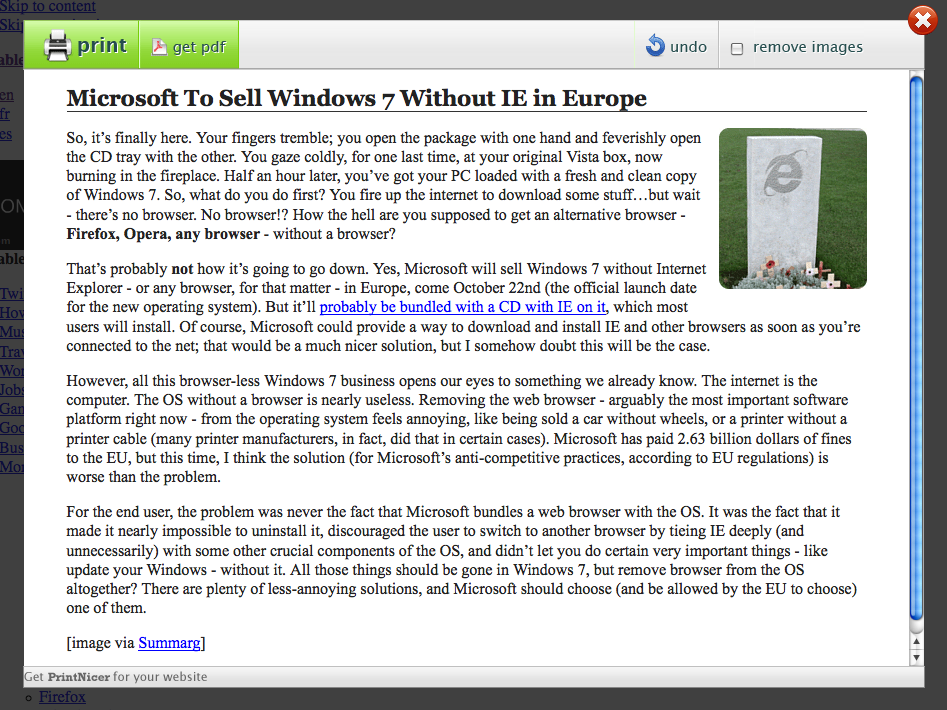 Skip to content
Ski
print
get pdf
undo
remove images
able
en
fr
es
OM
m
able
Twi
How
Mus
Trav
Wor
Jobs
Gan
Goo
Bus
Mor
Microsoft To Sell Windows 7 Without IE in Europe
So, it’s finally here. Your fingers tremble; you open the package with one hand and feverishly open
the CD tray with the other. You gaze coldly, for one last time, at your original Vista box, now
burning in the fireplace. Half an hour later, you’ve got your PC loaded with a fresh and clean copy
of Windows 7. So, what do you do first? You fire up the internet to download some stuff…but wait
- there’s no browser. No browser!? How the hell are you supposed to get an alternative browser -
Firefox, Opera, any browser - without a browser?
That’s probably not how it’s going to go down. Yes, Microsoft will sell Windows 7 without Internet
Explorer - or any browser, for that matter - in Europe, come October 22nd (the official launch date
for the new operating system). But it’ll probably be bundled with a CD with IE on it, which most
users will install. Of course, Microsoft could provide a way to download and install IE and other browsers as soon as you’re
connected to the net; that would be a much nicer solution, but I somehow doubt this will be the case.
However, all this browser-less Windows 7 business opens our eyes to something we already know. The internet is the
computer. The OS without a browser is nearly useless. Removing the web browser - arguably the most important software
platform right now - from the operating system feels annoying, like being sold a car without wheels, or a printer without a
printer cable (many printer manufacturers, in fact, did that in certain cases). Microsoft has paid 2.63 billion dollars of fines
to the EU, but this time, I think the solution (for Microsoft’s anti-competitive practices, according to EU regulations) is
worse than the problem.
For the end user, the problem was never the fact that Microsoft bundles a web browser with the OS. It was the fact that it
made it nearly impossible to uninstall it, discouraged the user to switch to another browser by tieing IE deeply (and
unnecessarily) with some other crucial components of the OS, and didn’t let you do certain very important things - like
update your Windows - without it. All those things should be gone in Windows 7, but remove browser from the OS
altogether? There are plenty of less-annoying solutions, and Microsoft should choose (and be allowed by the EU to choose)
one of them.
[image via Summarg]
Get PrintNicer for your website
Firefox